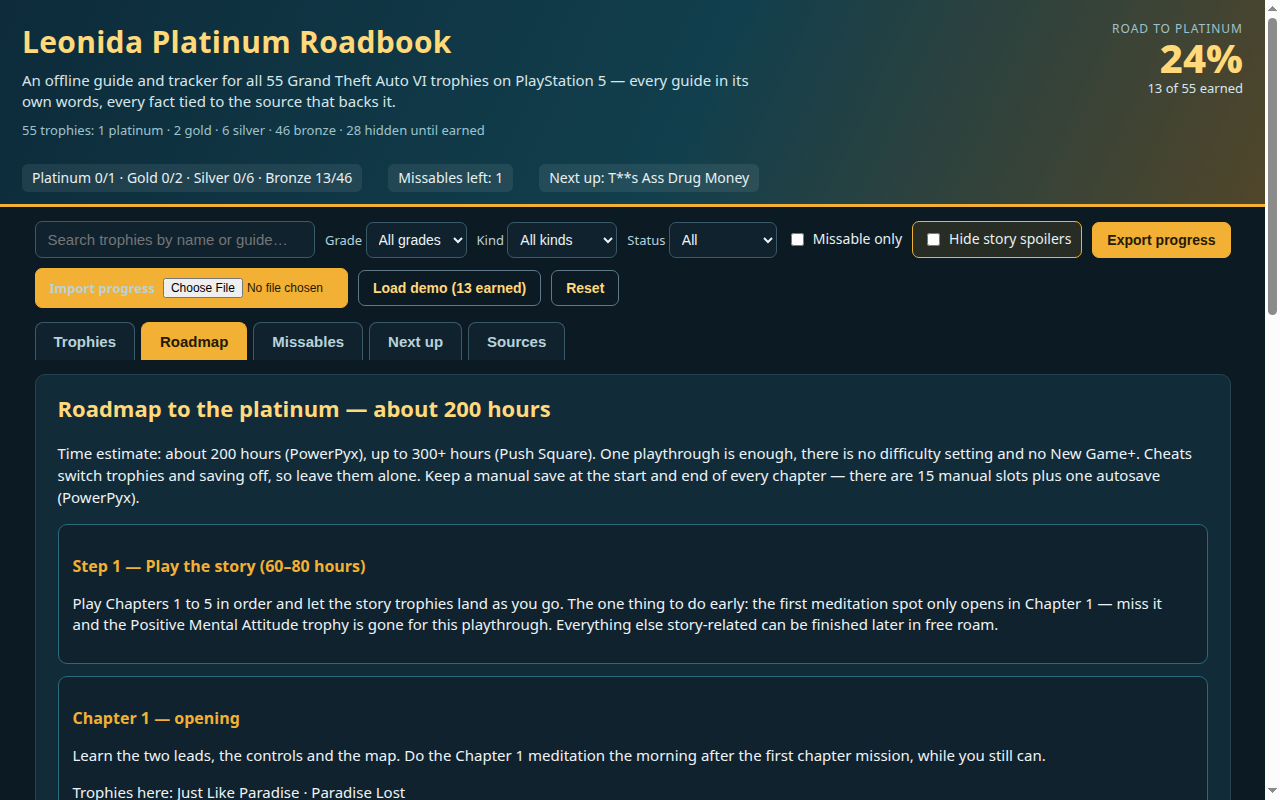 Leonida Platinum Roadbook
An offline guide and tracker for all 55 Grand Theft Auto VI trophies on PlayStation 5 — every guide in its
own words, every fact tied to the source that backs it.
55 trophies: 1 platinum · 2 gold · 6 silver · 46 bronze · 28 hidden until earned
ROAD TO PLATINUM
24%
13 of 55 earned
Platinum 0/1 · Gold 0/2 · Silver 0/6 · Bronze 13/46
Missables left: 1
Next up: T**s Ass Drug Money
Search trophies by name or guide…
Grade
All grades
Kind
All kinds
Status
All
Missable only
Hide story spoilers
Export progress
Import progress
Choose File
No file chosen
Load demo (13 earned)
Reset
Trophies
Roadmap
Missables
Next up
Sources
Roadmap to the platinum — about 200 hours
Time estimate: about 200 hours (PowerPyx), up to 300+ hours (Push Square). One playthrough is enough, there is no difficulty setting and no New Game+. Cheats
switch trophies and saving off, so leave them alone. Keep a manual save at the start and end of every chapter — there are 15 manual slots plus one autosave
(PowerPyx).
Step 1 — Play the story (60–80 hours)
Play Chapters 1 to 5 in order and let the story trophies land as you go. The one thing to do early: the first meditation spot only opens in Chapter 1 — miss it
and the Positive Mental Attitude trophy is gone for this playthrough. Everything else story-related can be finished later in free roam.
Chapter 1 — opening
Learn the two leads, the controls and the map. Do the Chapter 1 meditation the morning after the first chapter mission, while you still can.
Trophies here: Just Like Paradise · Paradise Lost